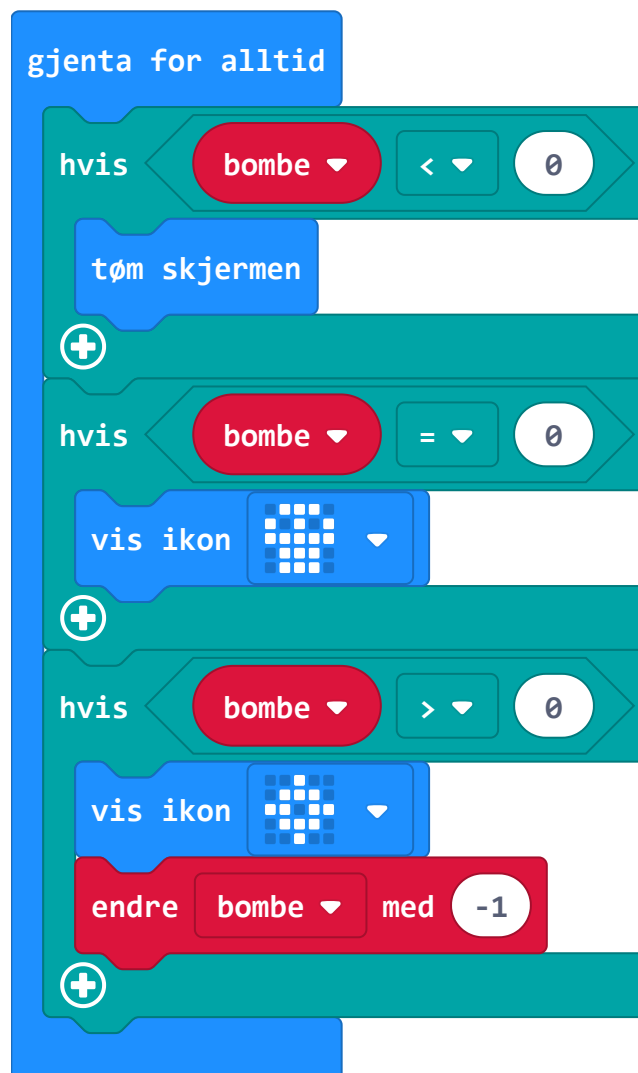 gjenta for alltid
hvis bombe < 0
tøm skjermen
hvis bombe = 0
vis ikon
hvis bombe > 0
vis ikon
endre bombe med -1